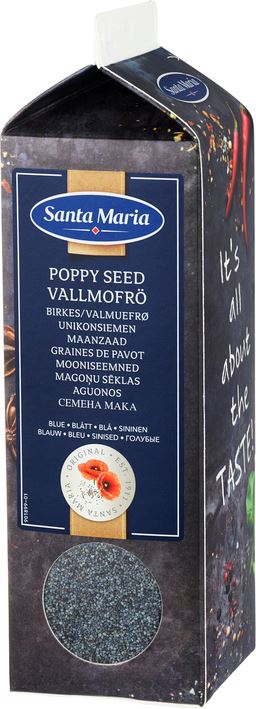 Santa Maria
Santa Maria
POPPY SEED
VALLMOFRÖ
BIRKES/VALMUEFRØ
UNIKONSIEMEN
MAANZAAD
GRAINES DE PAVOT
MOONISEEMNED
MAGOŅU SĒKLAS
AGUONOS
СЕМЕНА МАКА
BLUE • BLÅTT • BLÅ • SININEN
BLAUW • BLEU • SINISED • ГОЛУБЫЕ
ORIGINAL • EST. 1911 • SANTA MARIA •
901899-01
It's
all
about
the
TASTE!